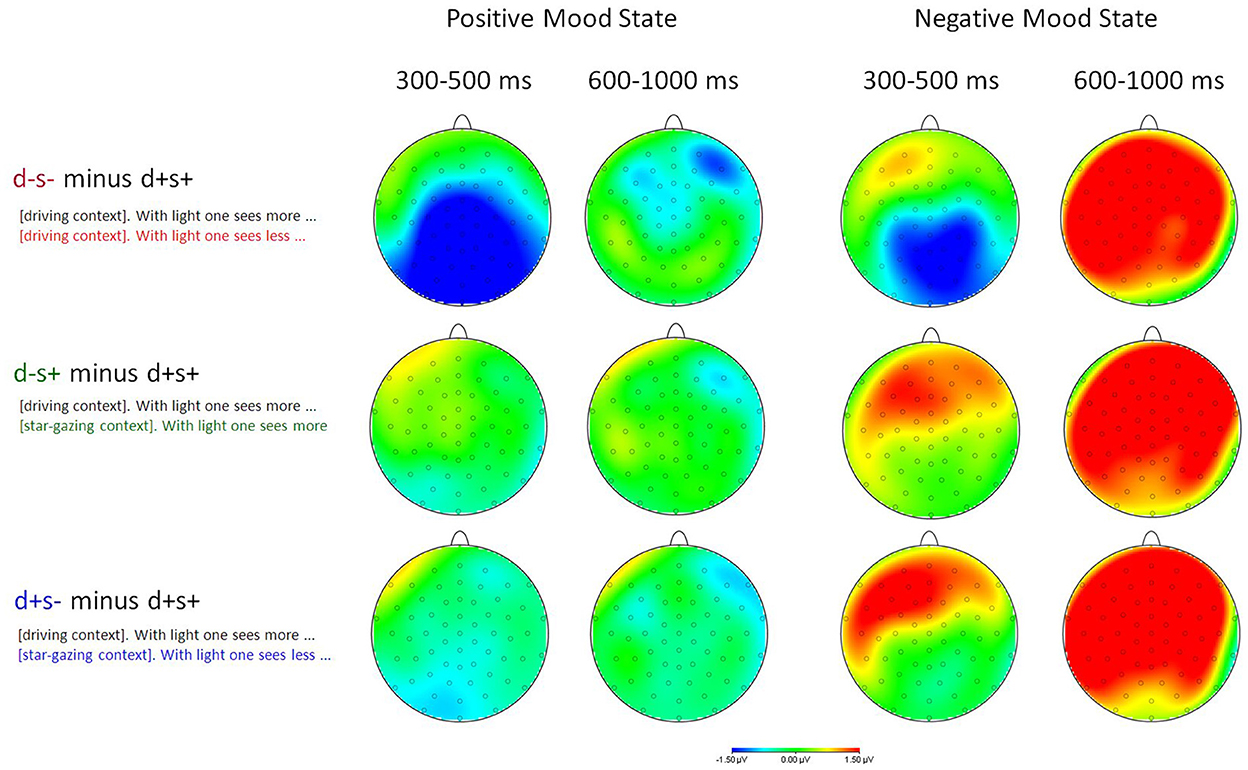 Positive Mood State Negative Mood State
300-500 ms 600-1000 ms 300-500 ms 600-1000 ms
d-s- minus d+s+
[driving context]. With light one sees more ...
[driving context]. With light one sees less ...
d-s+ minus d+s+
[driving context]. With light one sees more ...
[star-gazing context]. With light one sees more
d+s- minus d+s+
[driving context]. With light one sees more ...
[star-gazing context]. With light one sees less ...
-1.50 µV 0.00 µV 1.50 µV